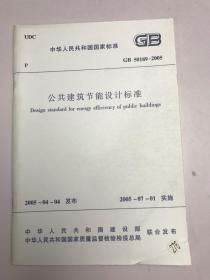 UDC
中华人民共和国国家标准
GB
P
GB 50189-2005
公共建筑节能设计标准
Design standard for energy efficiency of public buildings
2005-04-04 发布
2005-07-01 实施
中华人民共和国建设部
中华人民共和国国家质量监督检验检疫总局
联合发布